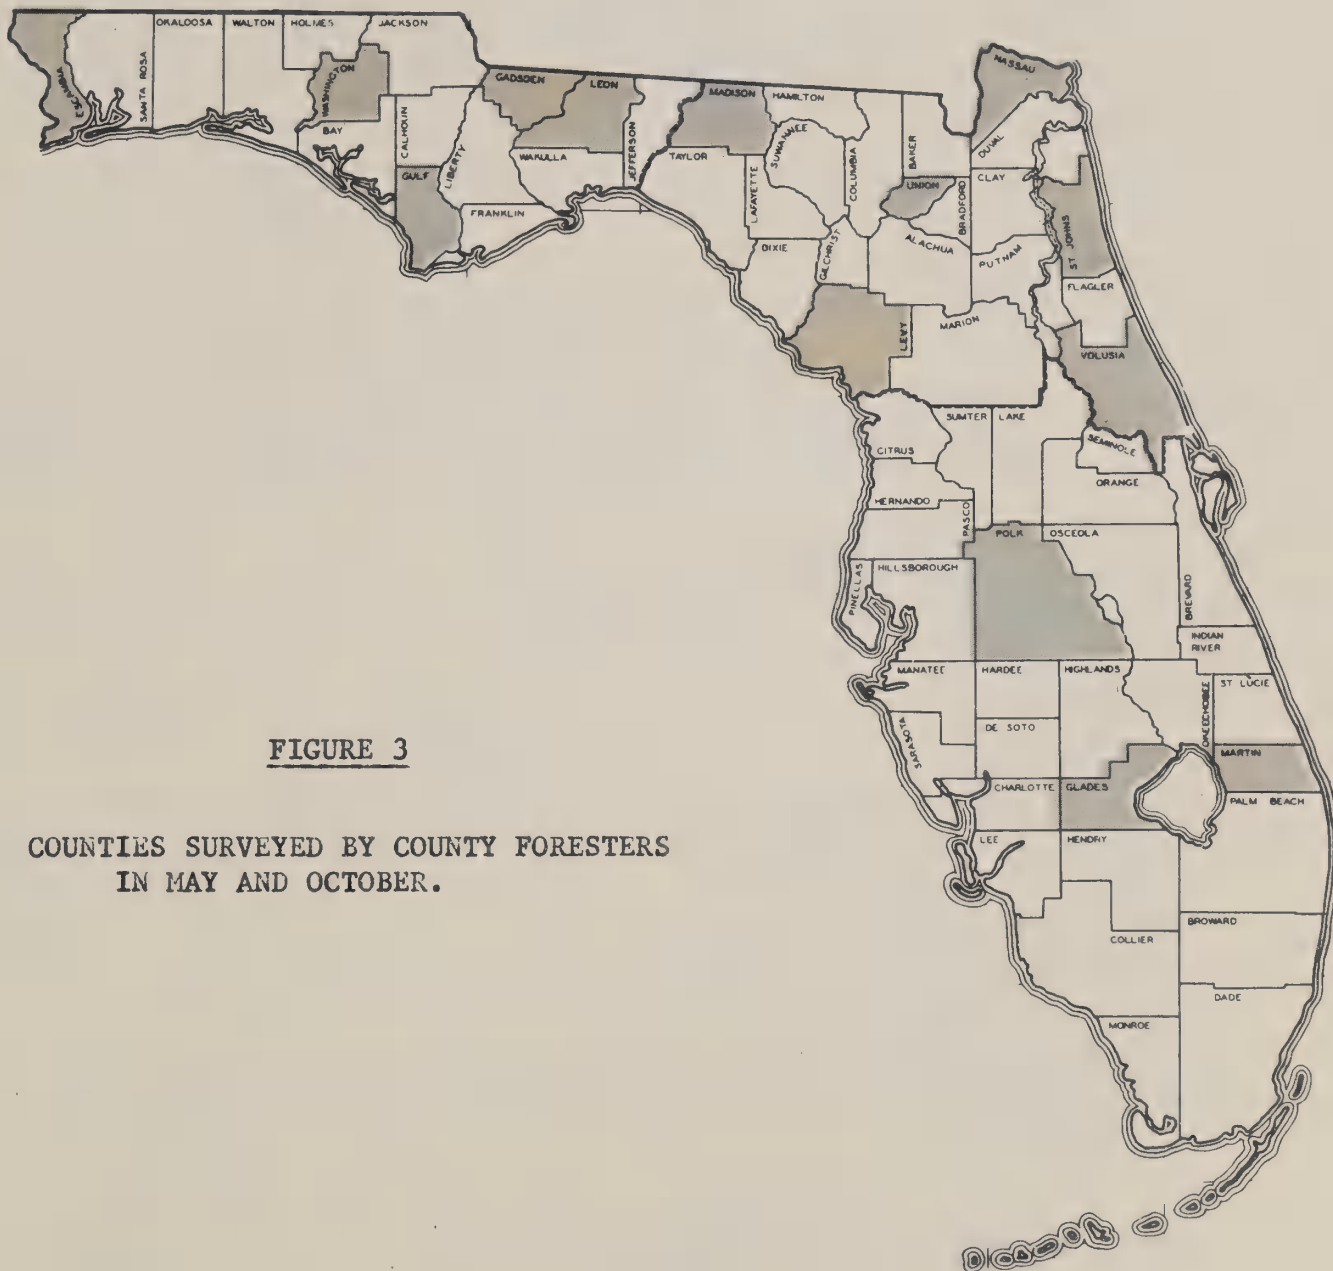 OKALOOSA
WALTON
HOLMES
JACKSON
ESCAMBIA
SANTA ROSA
WASHINGTON
BAY
CALHOUN
GULF
LIBERTY
GADSDEN
LEON
WAKULLA
FRANKLIN
JEFFERSON
MADISON
TAYLOR
HAMILTON
SUWANNEE
LAFAYETTE
DIXIE
COLUMBIA
GILCHRIST
BAKER
UNION
BRADFORD
ALACHUA
NASSAU
DUVAL
CLAY
PUTNAM
ST JOHNS
FLAGLER
LEVY
MARION
VOLUSIA
SUMTER
LAKE
CITRUS
SEMINOLE
ORANGE
HERNANDO
PASCO
POLK
OSCEOLA
PINELLAS
HILLSBOROUGH
BREVARD
INDIAN
RIVER
MANATEE
HARDEE
HIGHLANDS
OKEECHOBEE
ST LUCIE
SARASOTA
DE SOTO
MARTIN
CHARLOTTE
GLADES
PALM BEACH
LEE
HENDRY
BROWARD
COLLIER
DADE
MONROE
FIGURE 3
COUNTIES SURVEYED BY COUNTY FORESTERS
IN MAY AND OCTOBER.